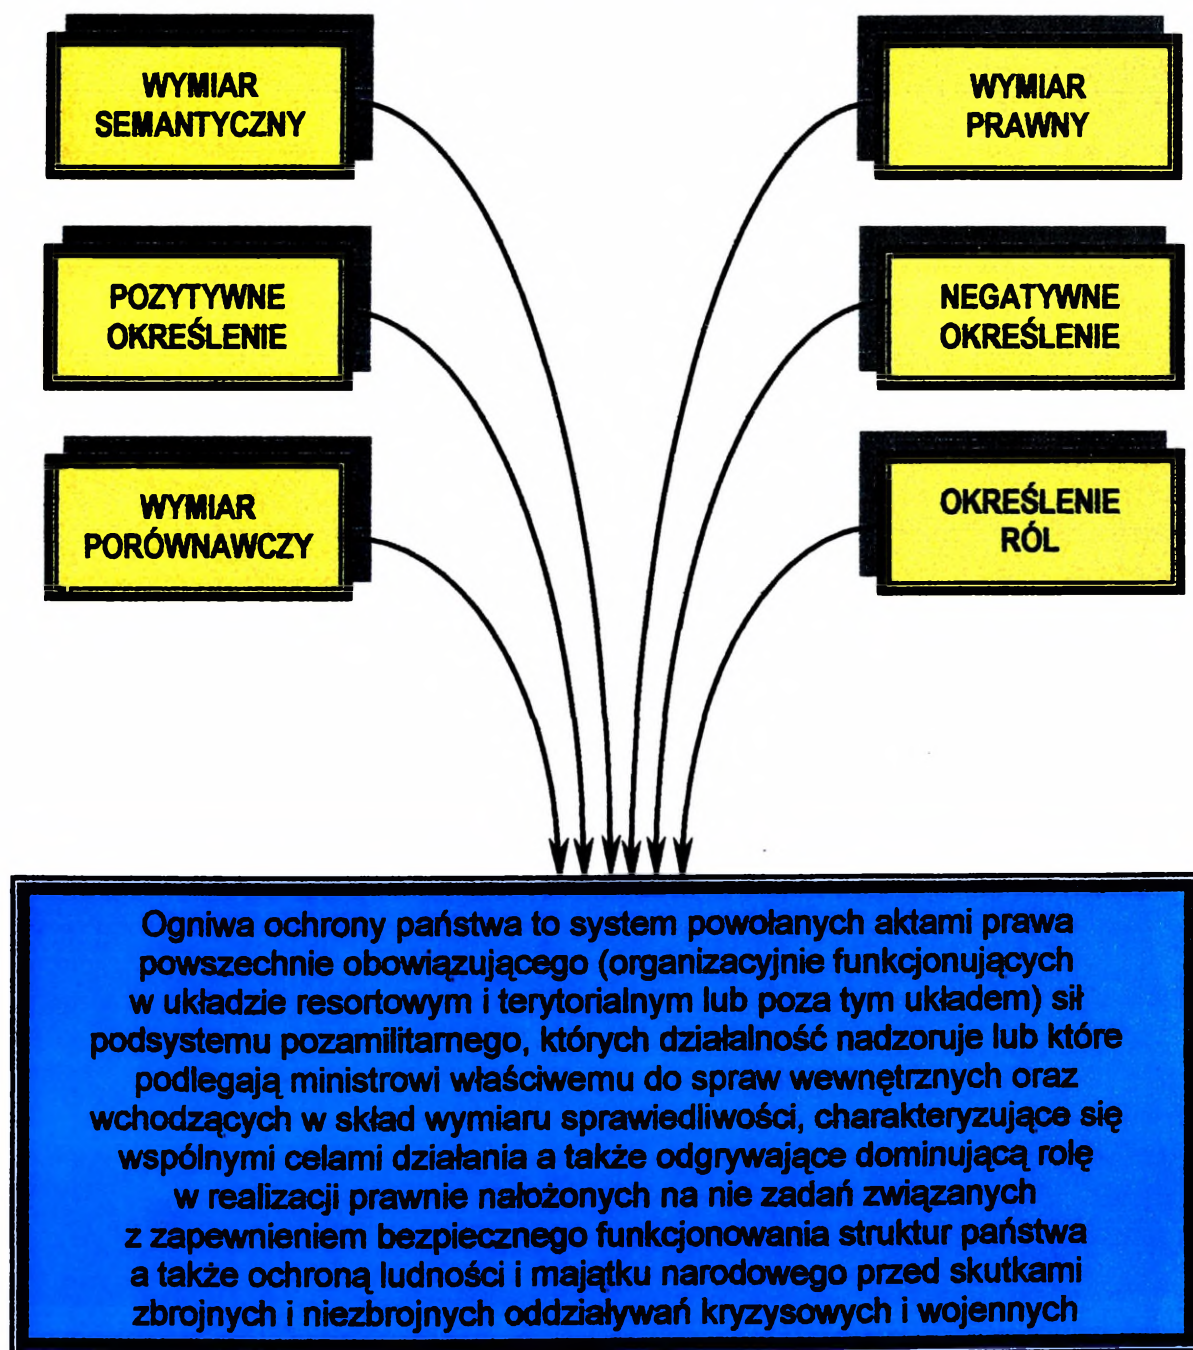 WYMIAR
SEMANTYCZNY
WYMIAR
PRAWNY
POZYTYWNE
OKREŚLENIE
NEGATYWNE
OKREŚLENIE
WYMIAR
PORÓWNAWCZY
OKREŚLENIE
RÓL
Ogniwa ochrony państwa to system powołanych aktami prawa
powszechnie obowiązującego (organizacyjnie funkcjonujących
w układzie resortowym i terytorialnym lub poza tym układem) sił
podsystemu pozamilitarnego, których działalność nadzoruje lub które
podlegają ministrowi właściwemu do spraw wewnętrznych oraz
wchodzących w skład wymiaru sprawiedliwości, charakteryzujące się
wspólnymi celami działania a także odgrywające dominującą rolę
w realizacji prawnie nałożonych na nie zadań związanych
z zapewnieniem bezpiecznego funkcjonowania struktur państwa
a także ochroną ludności i majątku narodowego przed skutkami
zbrojnych i niezbrojnych oddziaływań kryzysowych i wojennych